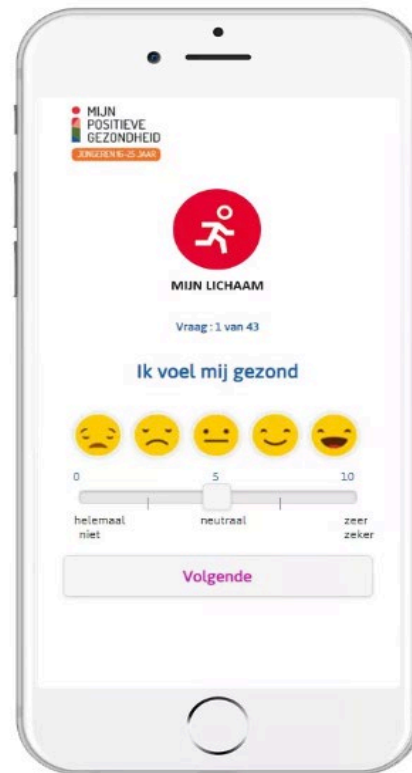 MIJN
POSITIEVE
GEZONDHEID
JONGEREN 16-25 JAAR
MIJN LICHAAM
Vraag : 1 van 43
Ik voel mij gezond
0 5 10
helemaal niet
neutraal
zeer zeker
Volgende